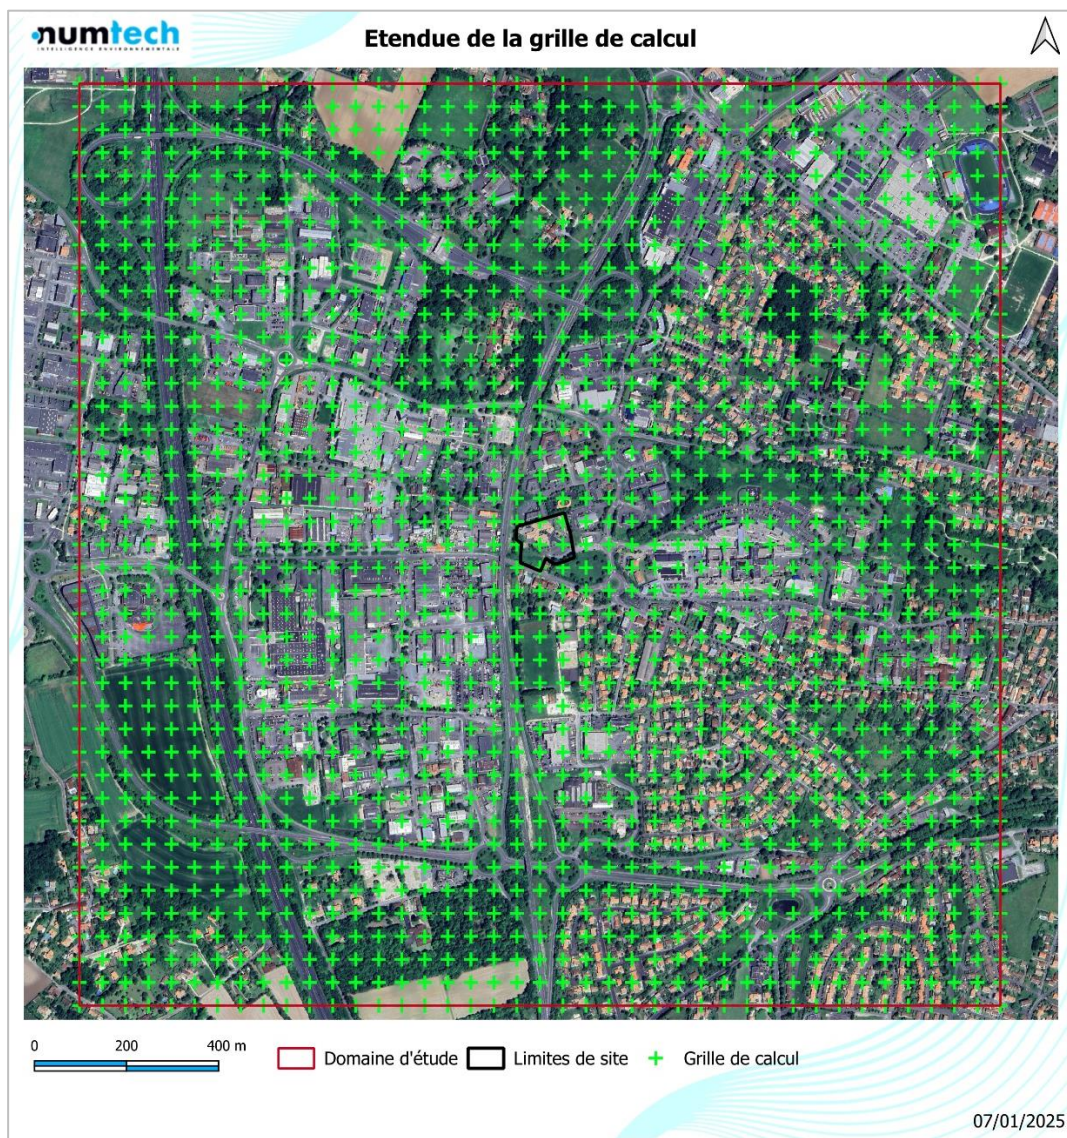 numtech
INTELLIGENCE ENVIRONNEMENTALE
Etendue de la grille de calcul
0 200 400 m
Domaine d'étude Limites de site Grille de calcul
07/01/2025